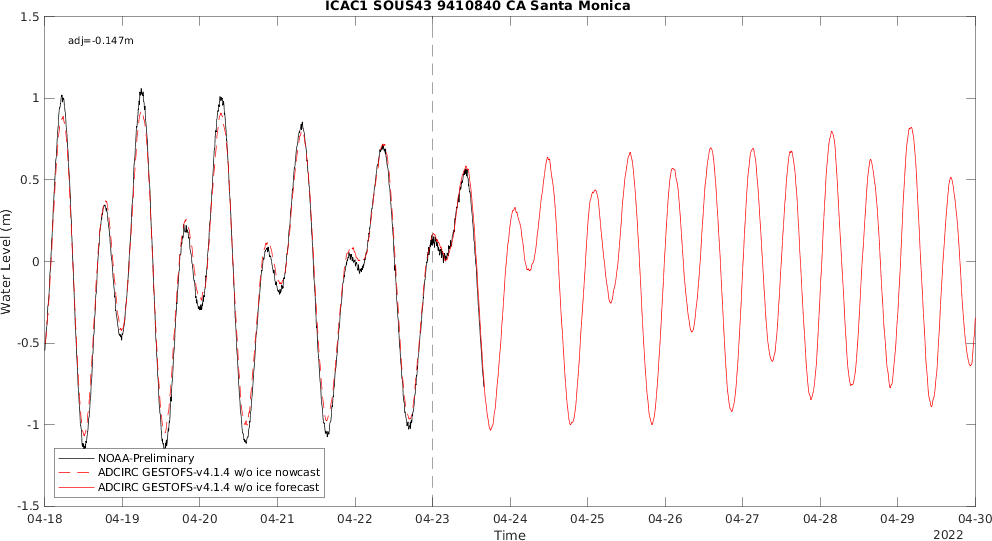 ICAC1 SOUS43 9410840 CA Santa Monica
adj=-0.147m
1.5
1
0.5
0
-0.5
-1
-1.5
Water Level (m)
NOAA-Preliminary
ADCIRC GESTOFS-v4.1.4 w/o ice nowcast
ADCIRC GESTOFS-v4.1.4 w/o ice forecast
04-18 04-19 04-20 04-21 04-22 04-23 04-24 04-25 04-26 04-27 04-28 04-29 04-30
Time
2022